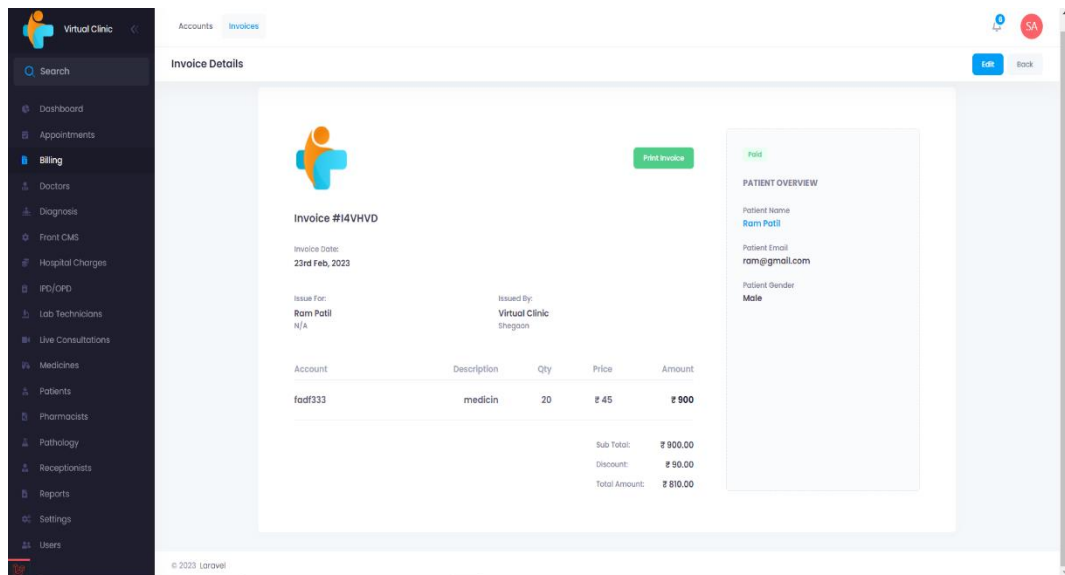 Virtual Clinic
Accounts Invoices
SA
Search
Invoice Details
Edit Back
Dashboard
Appointments
Billing
Doctors
Diagnosis
Front CMS
Hospital Charges
IPD/OPD
Lab Technicians
Live Consultations
Medicines
Patients
Pharmacists
Pathology
Receptionists
Reports
Settings
Users
Print Invoice
Invoice #I4VHVD
Invoice Date:
23rd Feb, 2023
Issue For: Issued By:
Ram Patil Virtual Clinic
N/A Shegaon
Account Description Qty Price Amount
fadf333 medicin 20 ₹ 45 ₹ 900
Sub Total: ₹ 900.00
Discount: ₹ 90.00
Total Amount: ₹ 810.00
Paid
PATIENT OVERVIEW
Patient Name
Ram Patil
Patient Email
ram@gmail.com
Patient Gender
Male
© 2023 Laravel